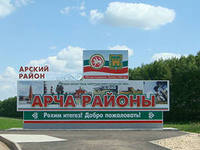 АРСКИЙ
РАЙОН
АРЧА РАЙОНЫ
Рәхим итегез! Добро пожаловать!